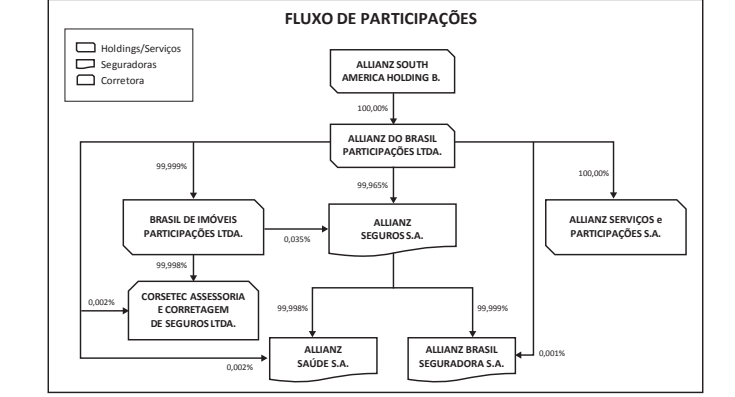 FLUXO DE PARTICIPAÇÕES
Holdings/Serviços
Seguradoras
Corretora
ALLIANZ SOUTH
AMERICA HOLDING B.
100,00%
ALLIANZ DO BRASIL
PARTICIPAÇÕES LTDA.
99,999%
99,965%
100,00%
BRASIL DE IMÓVEIS
PARTICIPAÇÕES LTDA.
0,035%
ALLIANZ
SEGUROS S.A.
ALLIANZ SERVIÇOS e
PARTICIPAÇÕES S.A.
99,998%
0,002%
CORSETEC ASSESSORIA
E CORRETAGEM
DE SEGUROS LTDA.
99,998%
99,999%
0,002%
ALLIANZ
SAÚDE S.A.
ALLIANZ BRASIL
SEGURADORA S.A.
0,001%